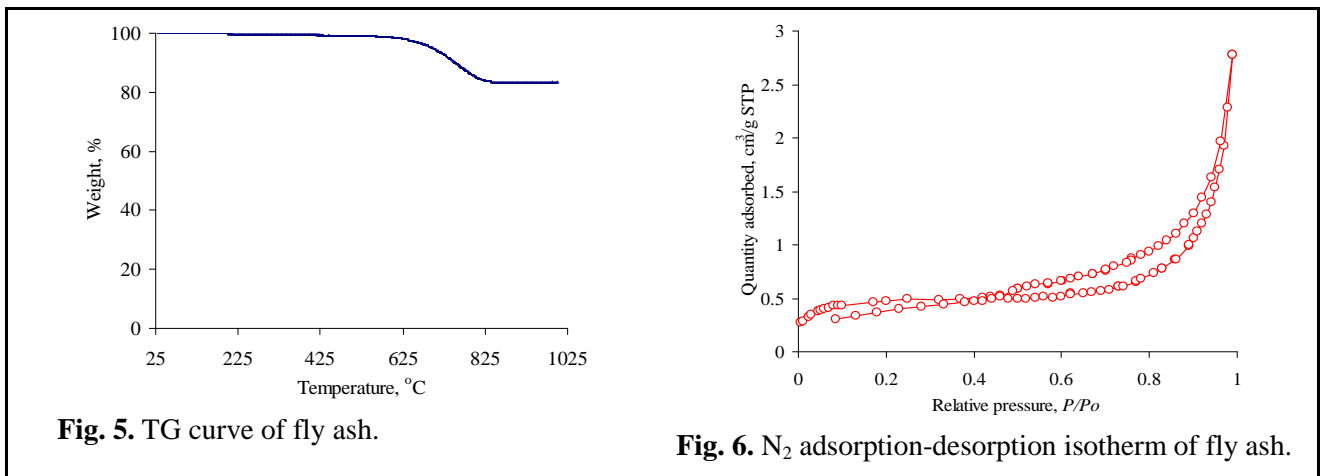 100
80
60
40
20
0
Weight, %
25 225 425 625 825 1025
Temperature, °C
Fig. 5. TG curve of fly ash.
3
2.5
2
1.5
1
0.5
0
Quantity adsorbed, cm³/g STP
0 0.2 0.4 0.6 0.8 1
Relative pressure, P/Po
Fig. 6. N₂ adsorption-desorption isotherm of fly ash.